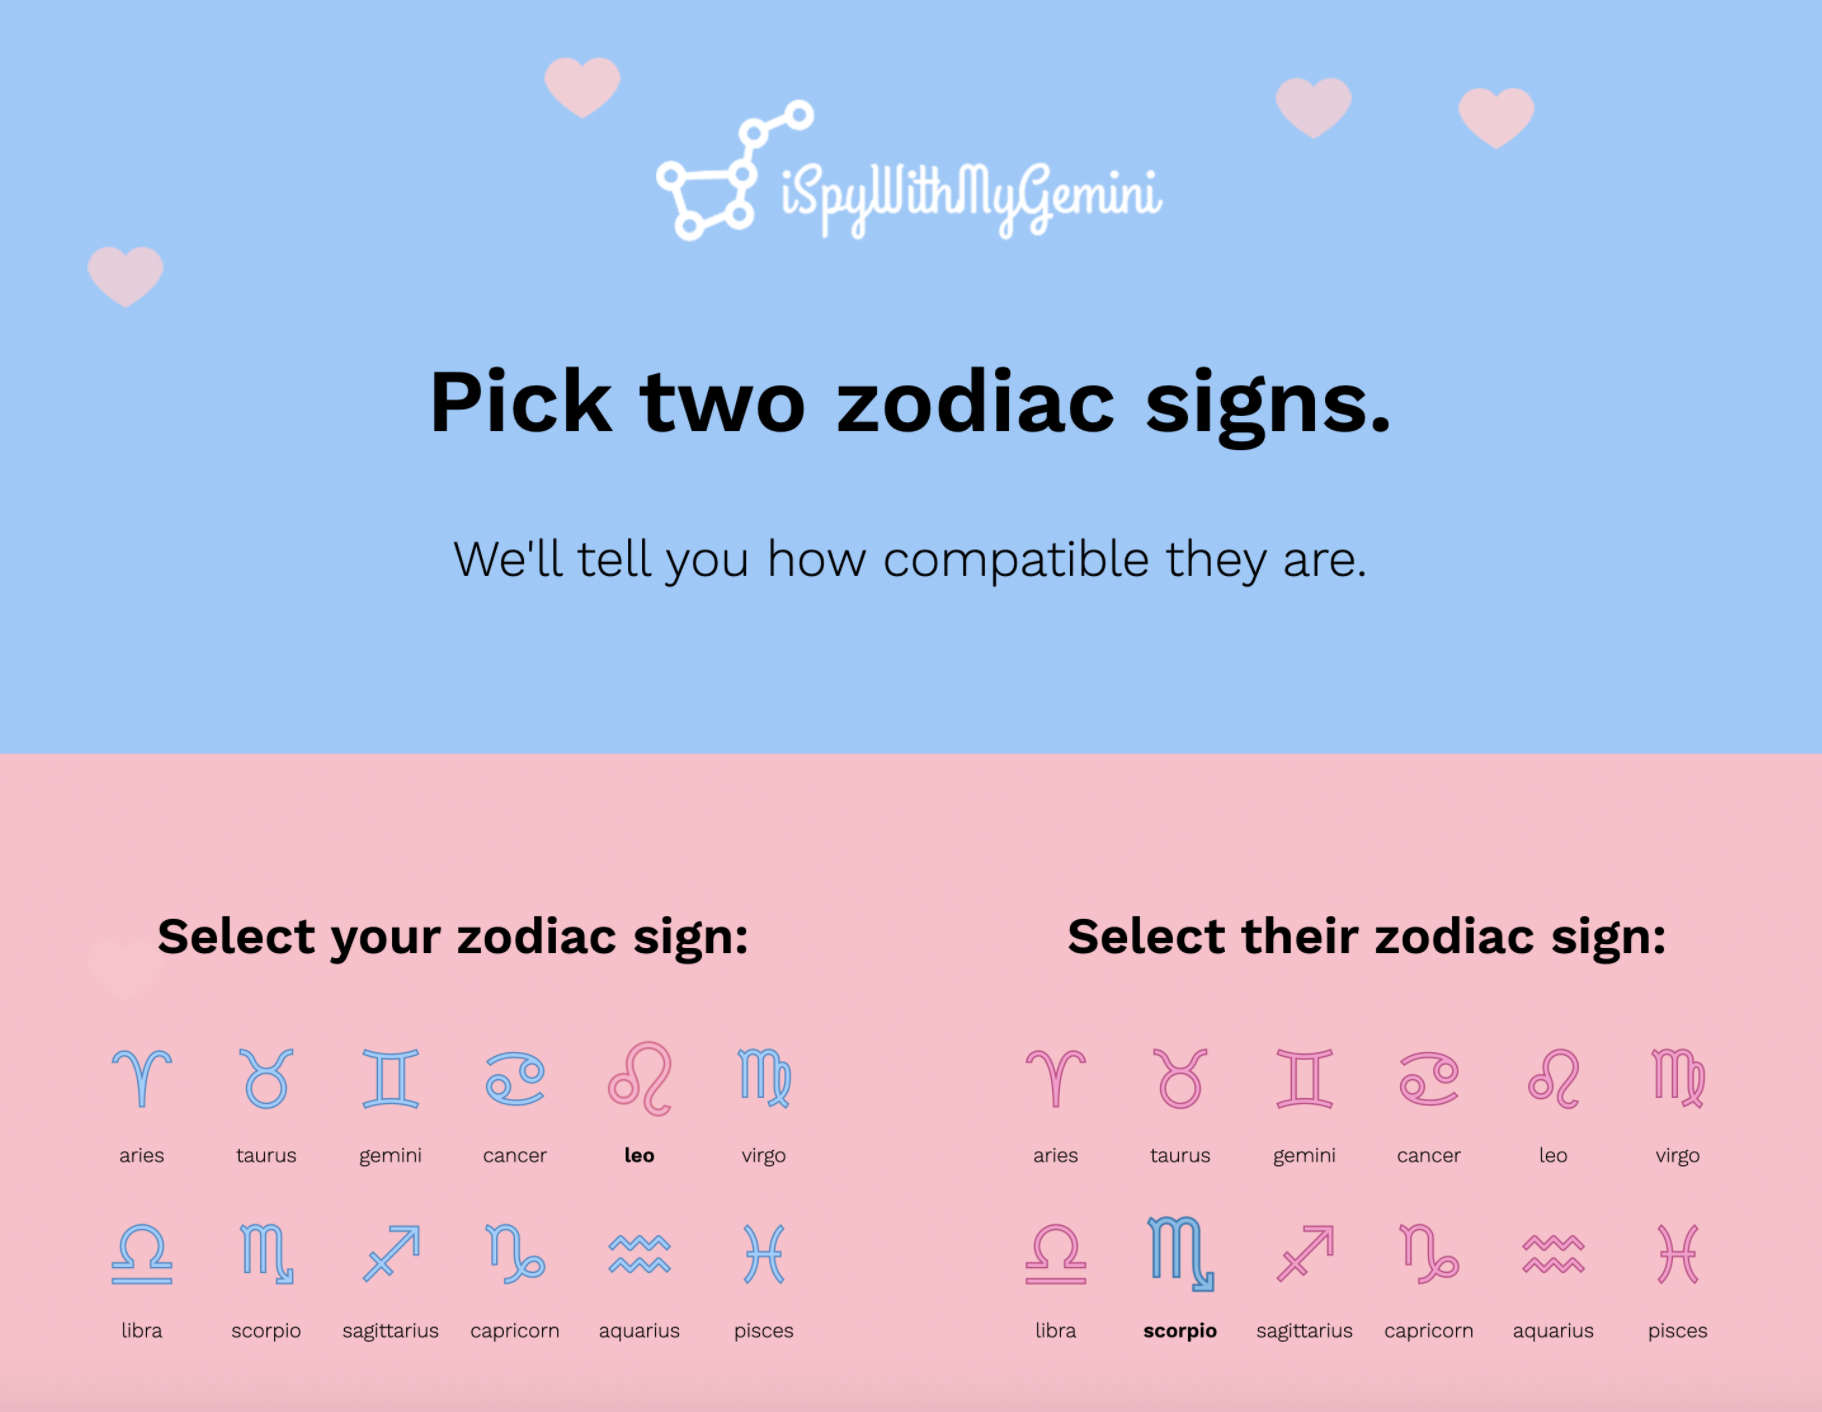 iSpyWithMyGemini
Pick two zodiac signs.
We'll tell you how compatible they are.
Select your zodiac sign:
aries taurus gemini cancer leo virgo
libra scorpio sagittarius capricorn aquarius pisces
Select their zodiac sign:
aries taurus gemini cancer leo virgo
libra scorpio sagittarius capricorn aquarius pisces